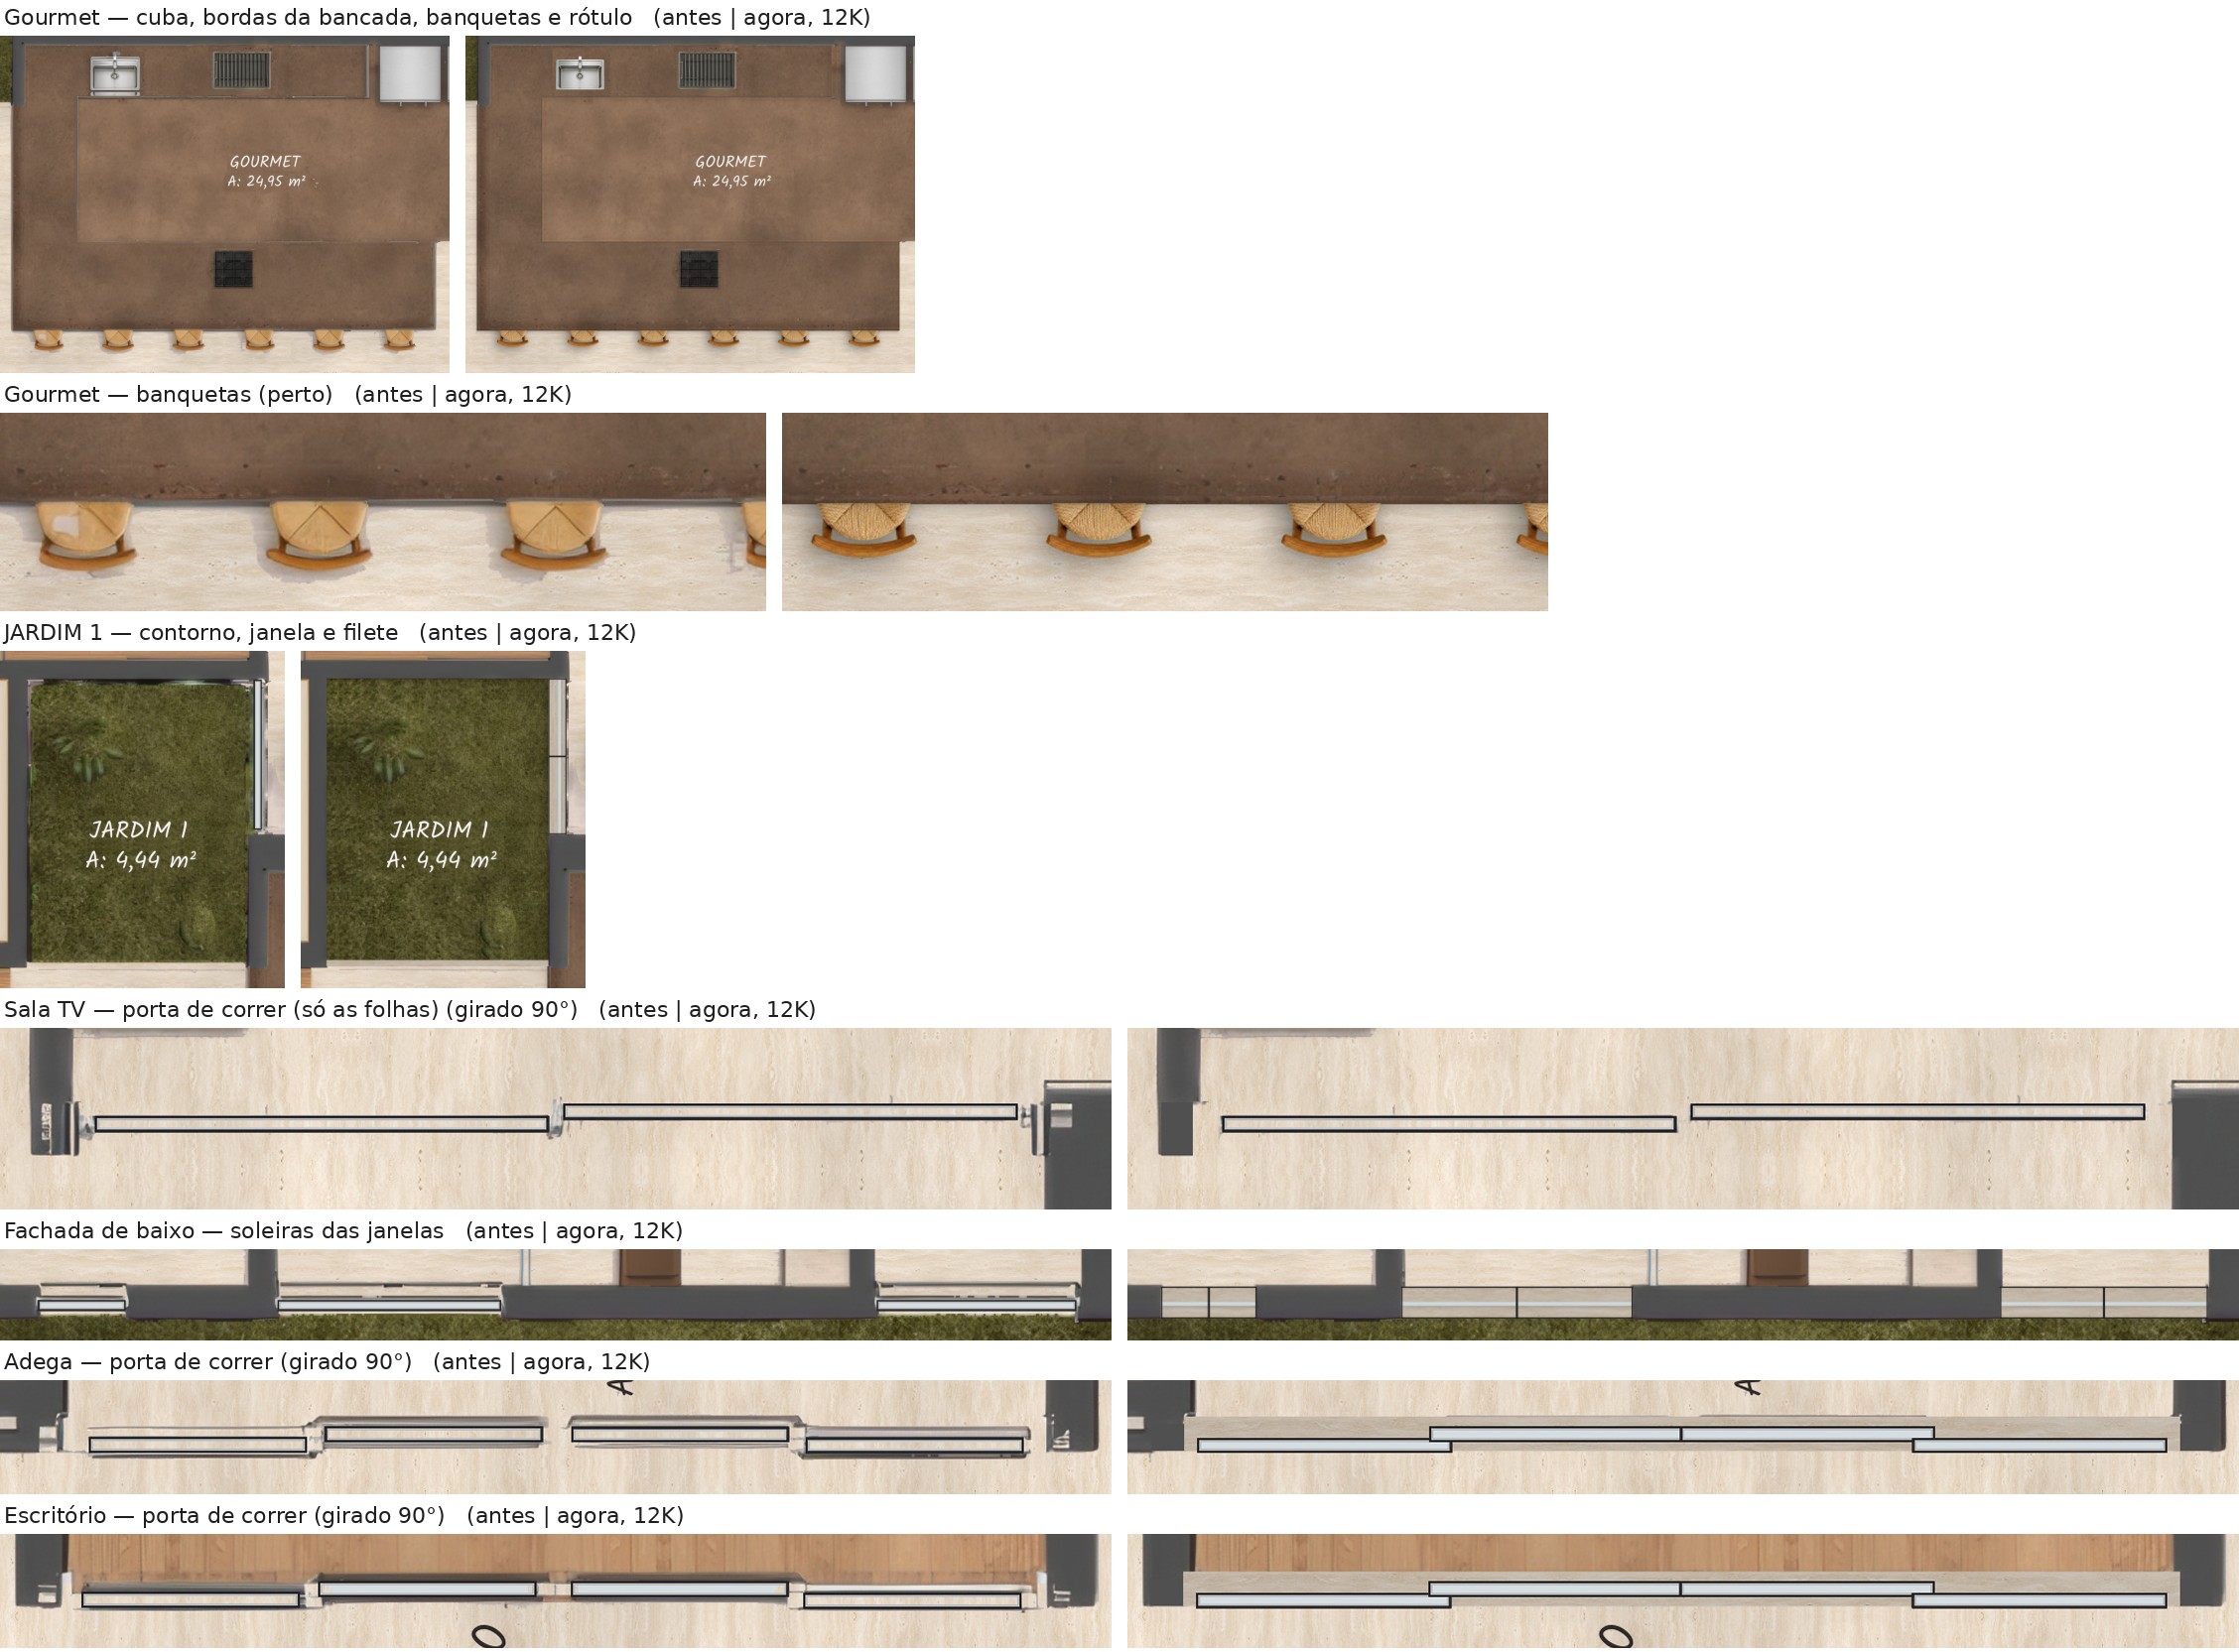 Gourmet — cuba, bordas da bancada, banquetas e rótulo (antes | agora, 12K)
GOURMET
A: 24,95 m²
GOURMET
A: 24,95 m²
Gourmet — banquetas (perto) (antes | agora, 12K)
JARDIM 1 — contorno, janela e filete (antes | agora, 12K)
JARDIM 1
A: 4,44 m²
JARDIM 1
A: 4,44 m²
Sala TV — porta de correr (só as folhas) (girado 90°) (antes | agora, 12K)
Fachada de baixo — soleiras das janelas (antes | agora, 12K)
Adega — porta de correr (girado 90°) (antes | agora, 12K)
A
A
Escritório — porta de correr (girado 90°) (antes | agora, 12K)
O
O